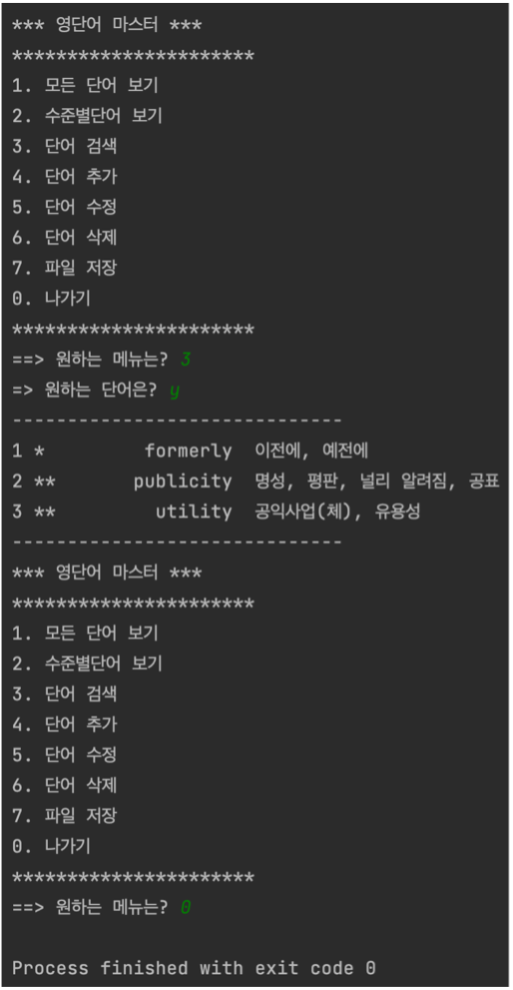 *** 영단어 마스터 ***
**********************
1. 모든 단어 보기
2. 수준별단어 보기
3. 단어 검색
4. 단어 추가
5. 단어 수정
6. 단어 삭제
7. 파일 저장
0. 나가기
**********************
==> 원하는 메뉴는? 3
=> 원하는 단어은? y
------------------------------
1 *         formerly  이전에, 예전에
2 **       publicity  명성, 평판, 널리 알려짐, 공표
3 **         utility  공익사업(체), 유용성
------------------------------
*** 영단어 마스터 ***
**********************
1. 모든 단어 보기
2. 수준별단어 보기
3. 단어 검색
4. 단어 추가
5. 단어 수정
6. 단어 삭제
7. 파일 저장
0. 나가기
**********************
==> 원하는 메뉴는? 0
Process finished with exit code 0